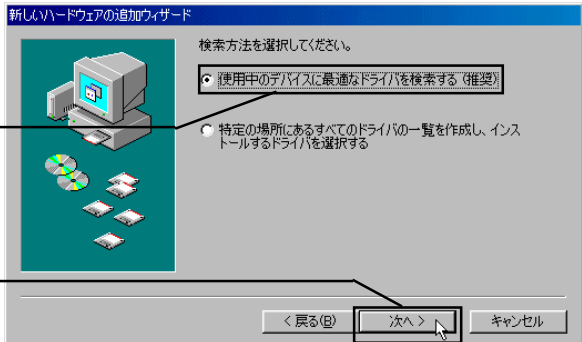 新しいハードウェアの追加ウィザード
検索方法を選択してください。
使用中のデバイスに最適なドライバを検索する (推奨)
特定の場所にあるすべてのドライバの一覧を作成し、インス
トールするドライバを選択する
< 戻る(B)
次へ >
キャンセル